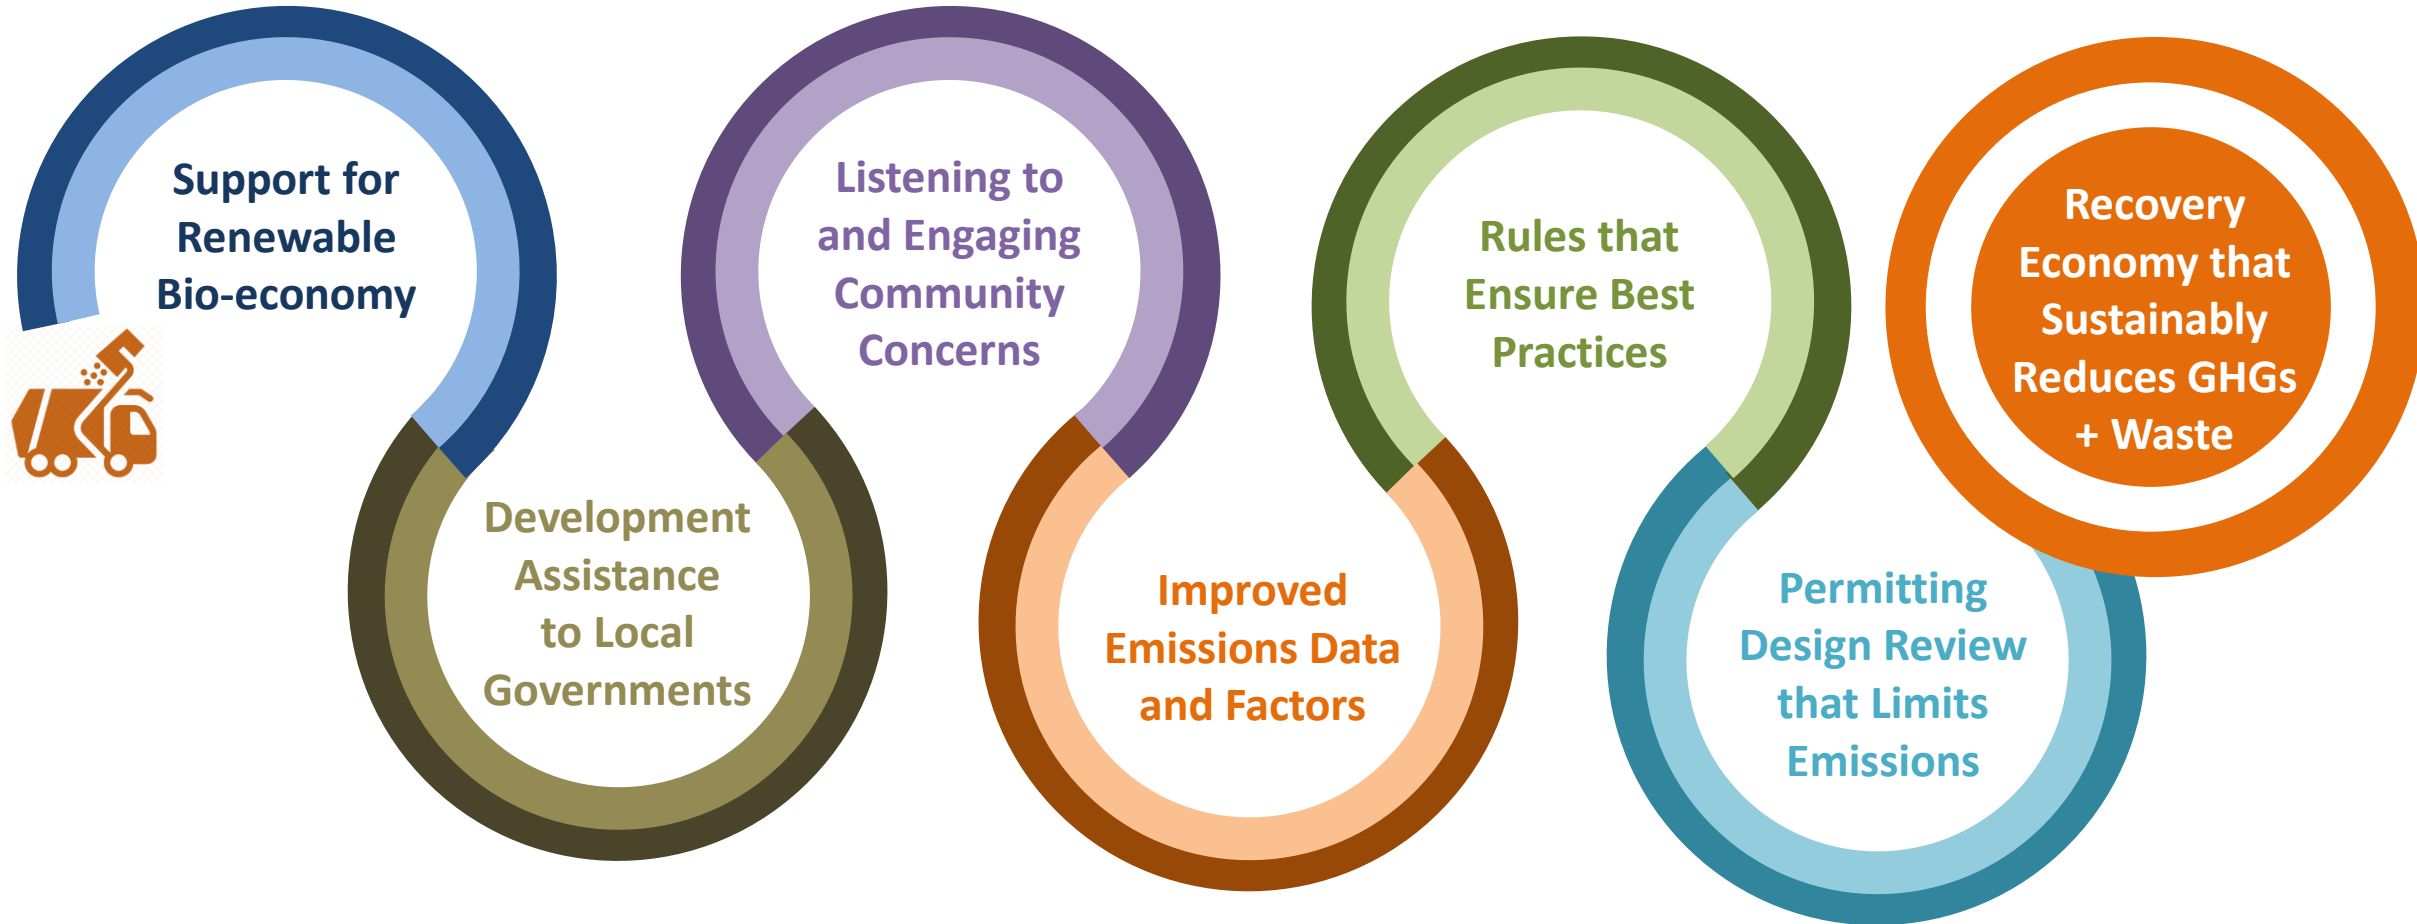 Support for
Renewable
Bio-economy
Development
Assistance
to Local
Governments
Listening to
and Engaging
Community
Concerns
Improved
Emissions Data
and Factors
Rules that
Ensure Best
Practices
Permitting
Design Review
that Limits
Emissions
Recovery
Economy that
Sustainably
Reduces GHGs
+ Waste